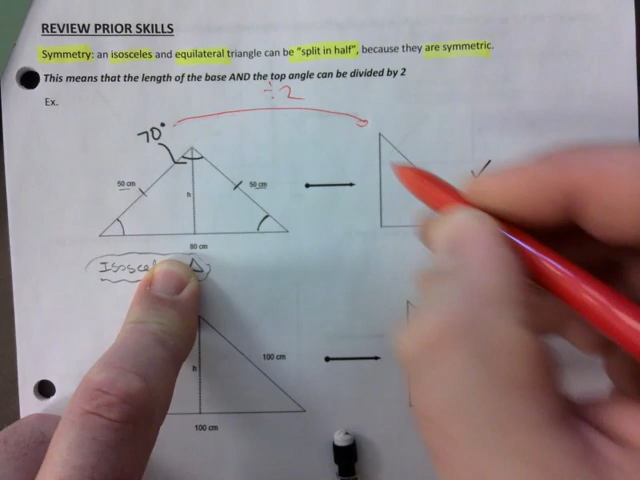 REVIEW PRIOR SKILLS
Symmetry: an isosceles and equilateral triangle can be "split in half", because they are symmetric.
This means that the length of the base AND the top angle can be divided by 2
Ex.
÷2
70°
50 cm
h
50 cm
80 cm
Δ
100 cm
h
100 cm